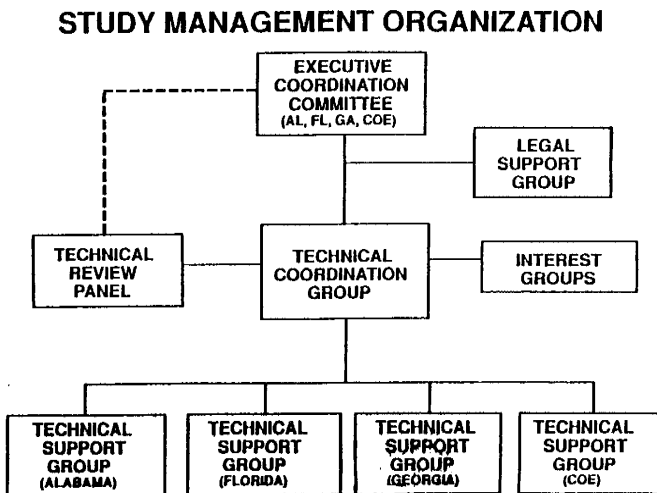 STUDY MANAGEMENT ORGANIZATION
EXECUTIVE
COORDINATION
COMMITTEE
(AL, FL, GA, COE)
LEGAL
SUPPORT
GROUP
TECHNICAL
REVIEW
PANEL
TECHNICAL
COORDINATION
GROUP
INTEREST
GROUPS
TECHNICAL
SUPPORT
GROUP
(ALABAMA)
TECHNICAL
SUPPORT
GROUP
(FLORIDA)
TECHNICAL
SUPPORT
GROUP
(GEORGIA)
TECHNICAL
SUPPORT
GROUP
(COE)